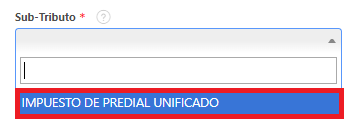 Sub-Tributo * ?
IMPUESTO DE PREDIAL UNIFICADO